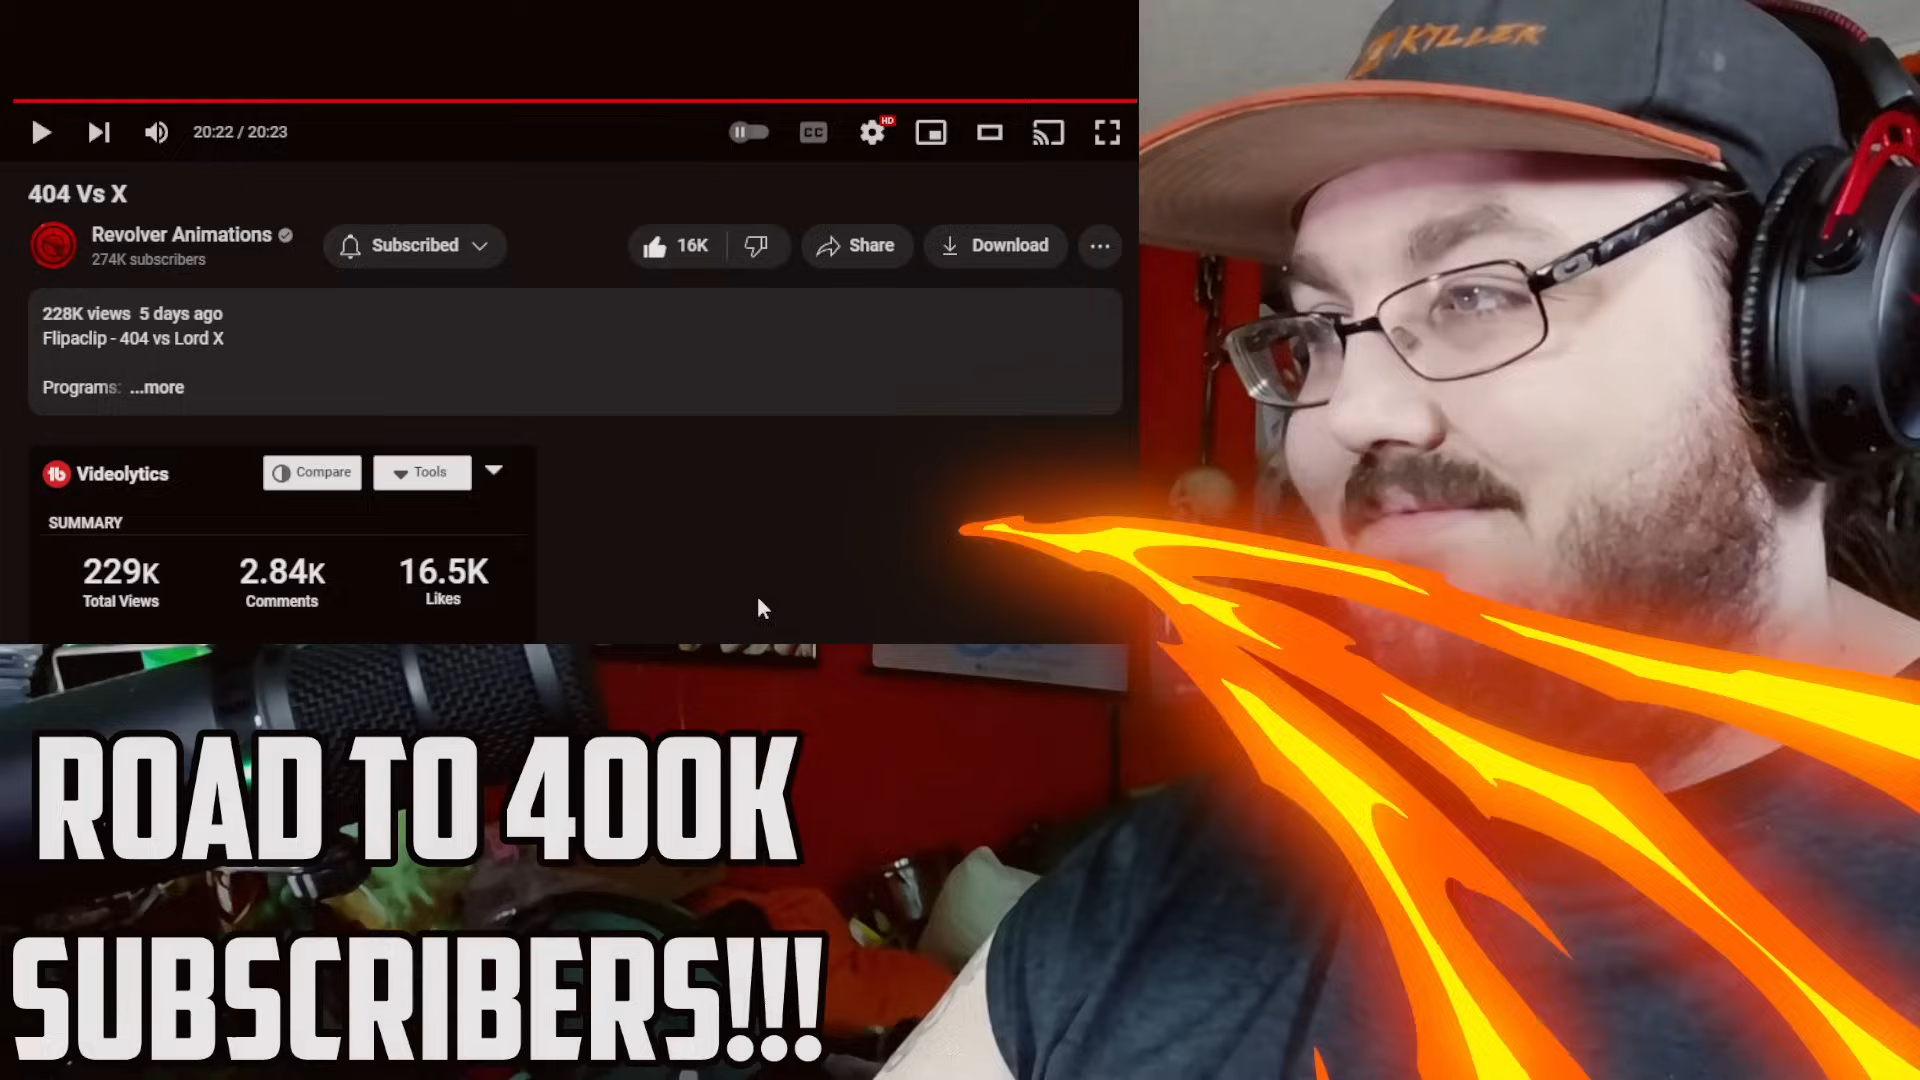 HD
CC
20:22 / 20:23
404 Vs X
Revolver Animations
274K subscribers
Subscribed
16K
Share
Download
228K views 5 days ago
Flipaclip - 404 vs Lord X
Programs: ...more
Videolytics
Compare
Tools
SUMMARY
229K
2.84K
16.5K
Total Views
Comments
Likes
KILLER
ROAD TO 400K
SUBSCRIBERS!!!